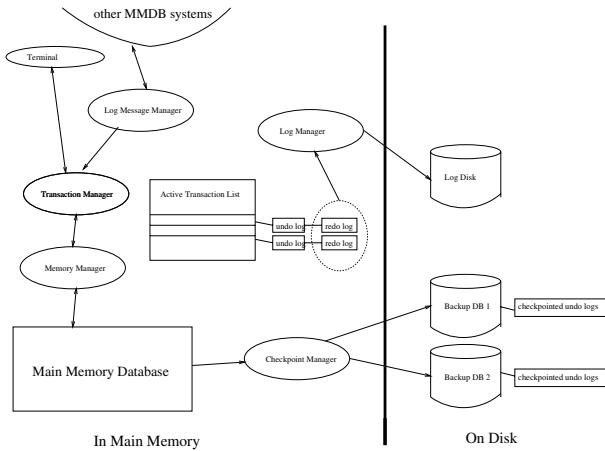 other MMDB systems
Terminal
Log Message Manager
Log Manager
Log Disk
Transaction Manager
Active Transaction List
undo log
redo log
undo log
redo log
Memory Manager
Backup DB 1
checkpointed undo logs
Main Memory Database
Checkpoint Manager
Backup DB 2
checkpointed undo logs
In Main Memory
On Disk